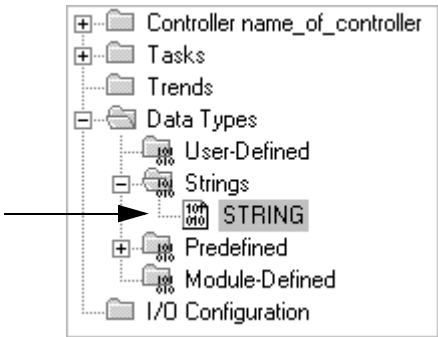 Controller name_of_controller
Tasks
Trends
Data Types
User-Defined
Strings
STRING
Predefined
Module-Defined
I/O Configuration